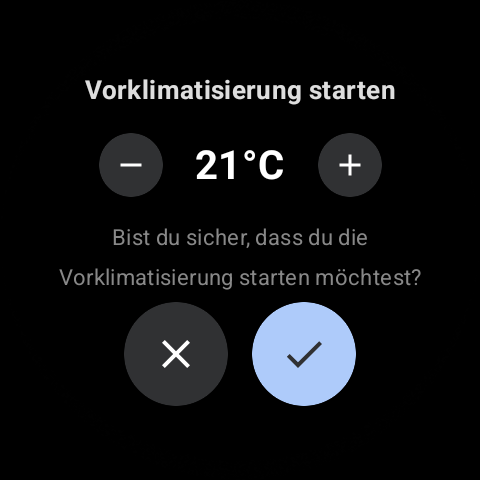 Vorklimatisierung starten
21°C
Bist du sicher, dass du die
Vorklimatisierung starten möchtest?